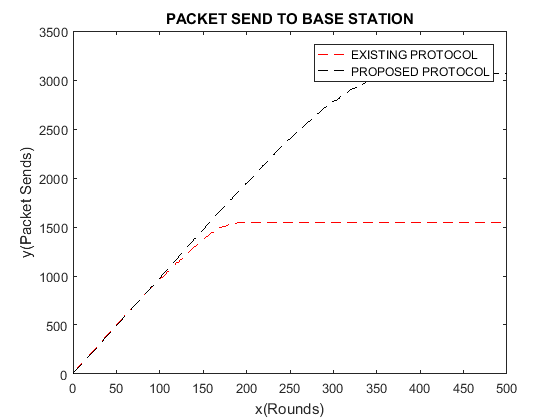 PACKET SEND TO BASE STATION
3500
3000
2500
2000
1500
1000
500
0
y(Packet Sends)
EXISTING PROTOCOL
PROPOSED PROTOCOL
0 50 100 150 200 250 300 350 400 450 500
x(Rounds)